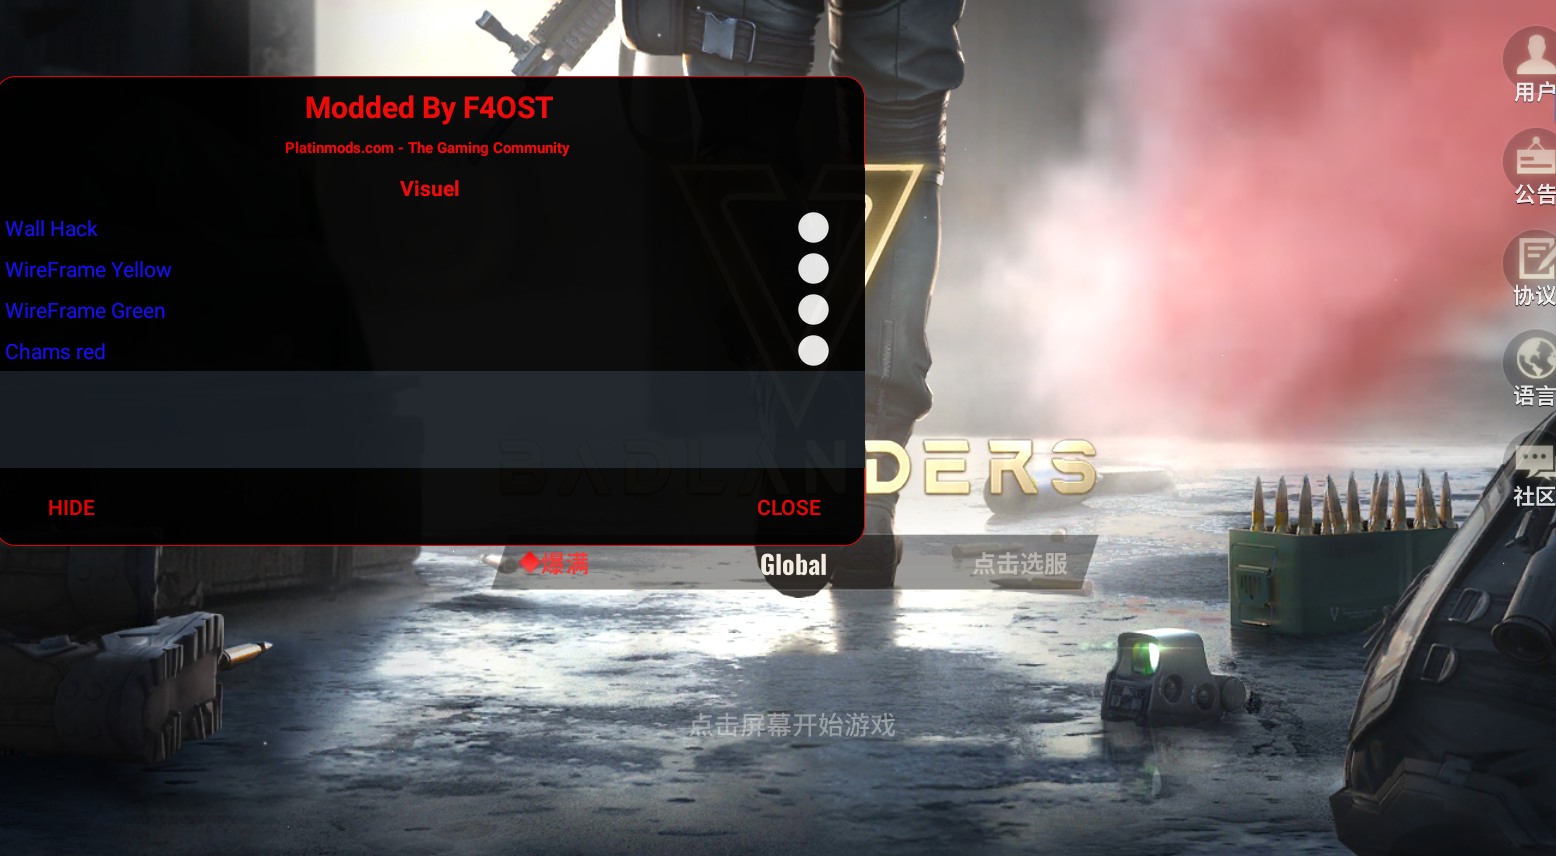 Modded By F4OST
Platinmods.com - The Gaming Community
Visuel
Wall Hack
WireFrame Yellow
WireFrame Green
Chams red
HIDE
CLOSE
BADLANDERS
爆满
Global
点击选服
点击屏幕开始游戏
用户
公告
协议
语言
社区